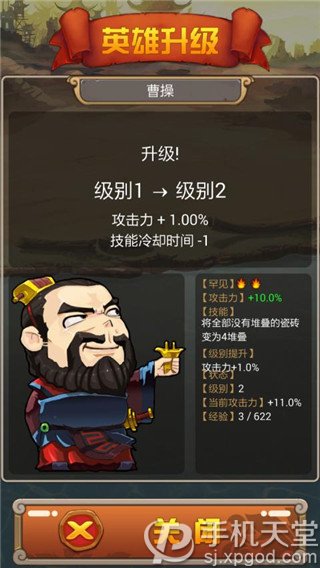 英雄升级
曹操
升级!
级别1 → 级别2
攻击力 + 1.00%
技能冷却时间 -1
【罕见】
【攻击力】+10.0%
【技能】
将全部没有堆叠的瓷砖
变为4堆叠
【级别提升】
攻击力+1.0%
【状态】
【级别】2
【当前攻击力】+11.0%
【经验】3 / 622
关闭
手机天堂
sj.xpgod.com